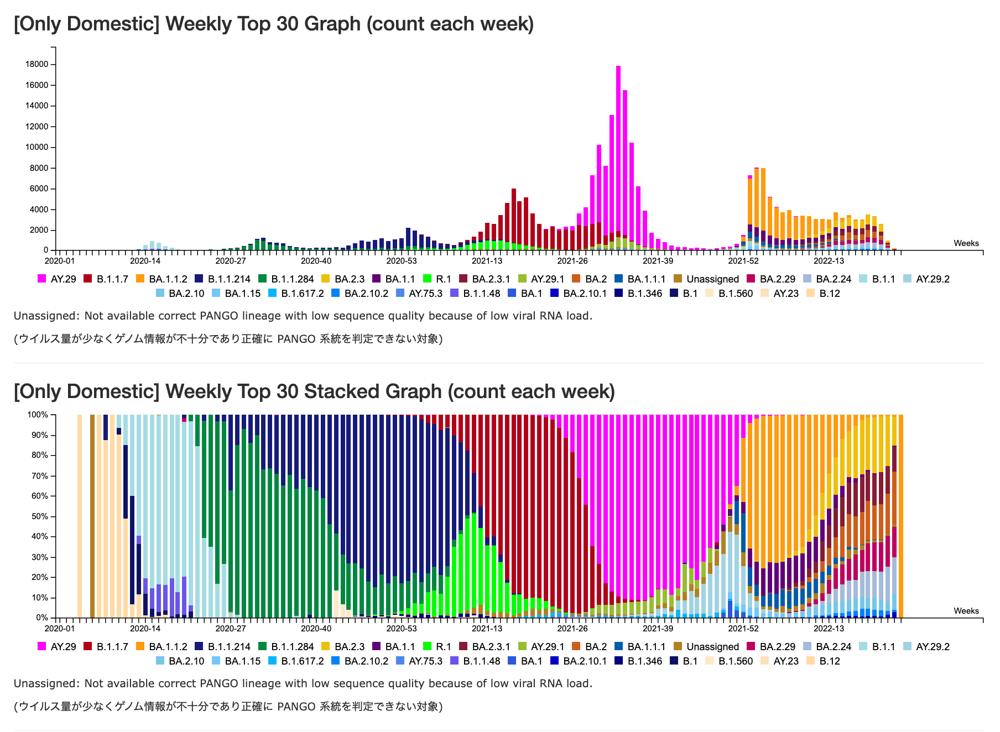 [Only Domestic] Weekly Top 30 Graph (count each week)
18000
16000
14000
12000
10000
8000
6000
4000
2000
0
Weeks
2020-01 2020-14 2020-27 2020-40 2020-53 2021-13 2021-26 2021-39 2021-52 2022-13
AY.29 B.1.1.7 BA.1.1.2 B.1.1.214 B.1.1.284 BA.2.3 BA.1.1 R.1 BA.2.3.1 AY.29.1 BA.2 BA.1.1.1 Unassigned BA.2.29 BA.2.24 B.1.1 AY.29.2
BA.2.10 BA.1.15 B.1.617.2 BA.2.10.2 AY.75.3 B.1.1.48 BA.1 BA.2.10.1 B.1.346 B.1 B.1.560 AY.23 B.12
Unassigned: Not available correct PANGO lineage with low sequence quality because of low viral RNA load.
(ウイルス量が少なくゲノム情報が不十分であり正確に PANGO 系統を判定できない対象)
[Only Domestic] Weekly Top 30 Stacked Graph (count each week)
100%
90%
80%
70%
60%
50%
40%
30%
20%
10%
0%
Weeks
2020-01 2020-14 2020-27 2020-40 2020-53 2021-13 2021-26 2021-39 2021-52 2022-13
AY.29 B.1.1.7 BA.1.1.2 B.1.1.214 B.1.1.284 BA.2.3 BA.1.1 R.1 BA.2.3.1 AY.29.1 BA.2 BA.1.1.1 Unassigned BA.2.29 BA.2.24 B.1.1 AY.29.2
BA.2.10 BA.1.15 B.1.617.2 BA.2.10.2 AY.75.3 B.1.1.48 BA.1 BA.2.10.1 B.1.346 B.1 B.1.560 AY.23 B.12
Unassigned: Not available correct PANGO lineage with low sequence quality because of low viral RNA load.
(ウイルス量が少なくゲノム情報が不十分であり正確に PANGO 系統を判定できない対象)